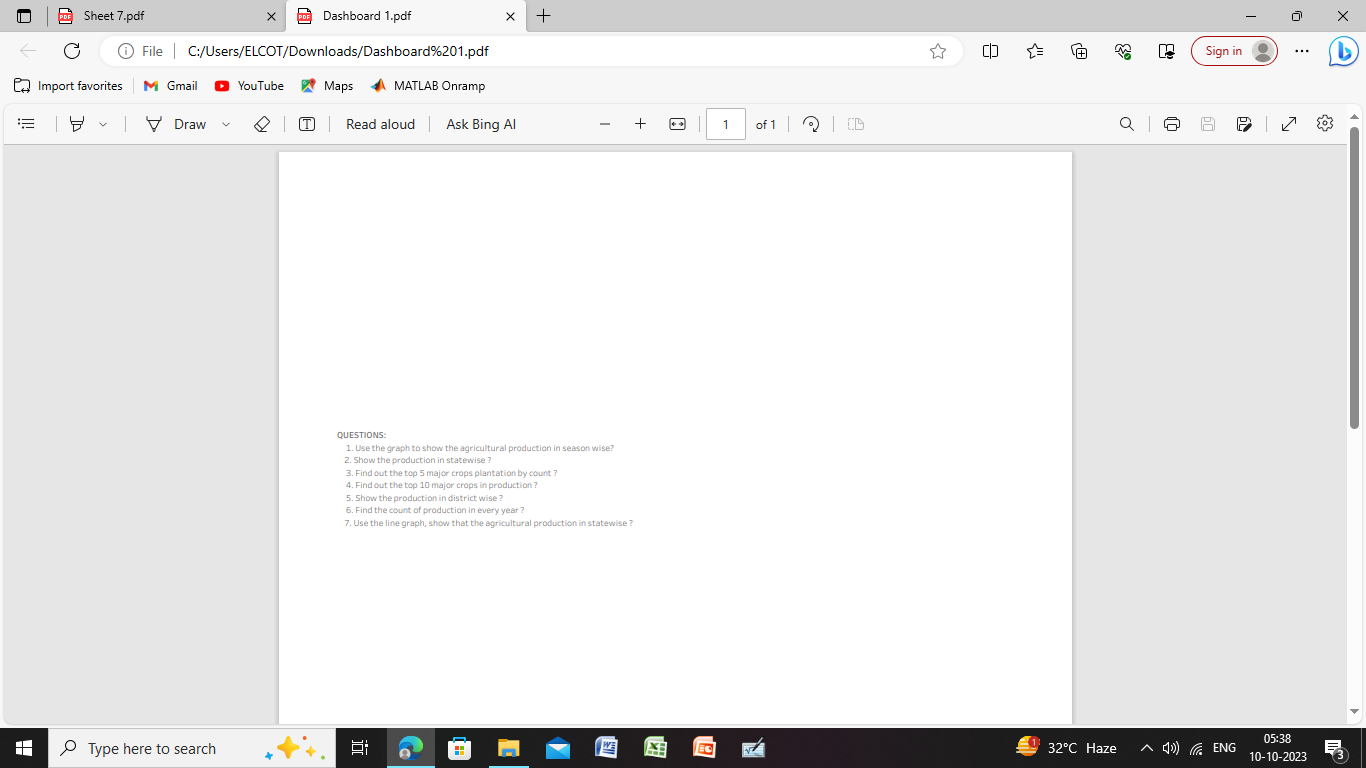 Sheet 7.pdf
Dashboard 1.pdf
File
C:/Users/ELCOT/Downloads/Dashboard%201.pdf
Sign in
Import favorites
Gmail
YouTube
Maps
MATLAB Onramp
Draw
Read aloud
Ask Bing AI
1 of 1
QUESTIONS:
1. Use the graph to show the agricultural production in season wise?
2. Show the production in statewise ?
3. Find out the top 5 major crops plantation by count ?
4. Find out the top 10 major crops in production ?
5. Show the production in district wise ?
6. Find the count of production in every year ?
7. Use the line graph, show that the agricultural production in statewise ?
Type here to search
32°C Haze
ENG
05:38
10-10-2023
3